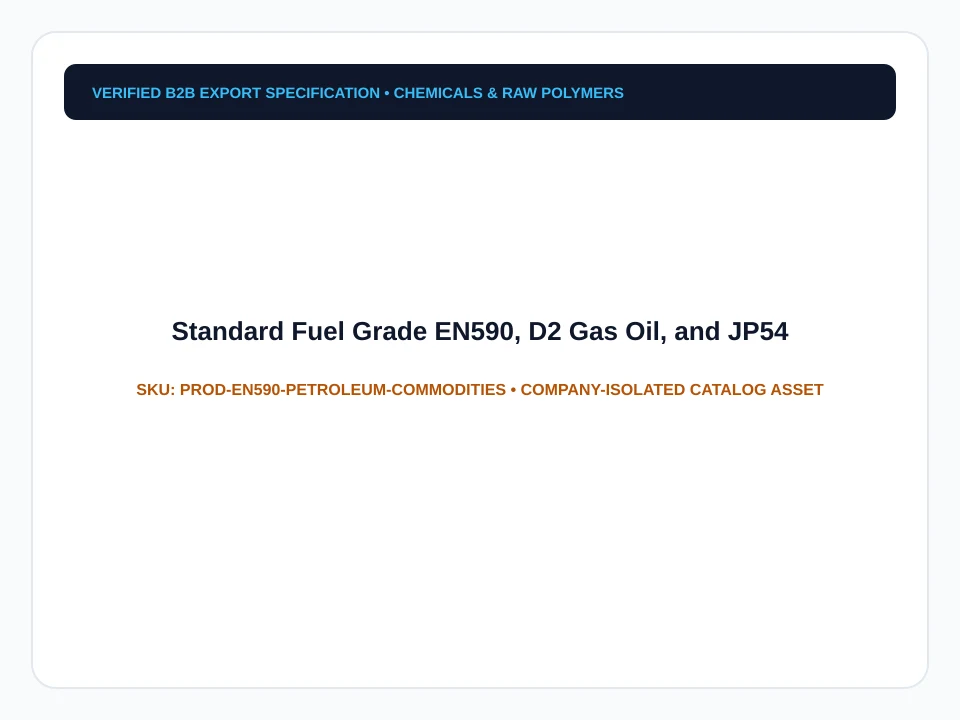 VERIFIED B2B EXPORT SPECIFICATION • CHEMICALS & RAW POLYMERS
Standard Fuel Grade EN590, D2 Gas Oil, and JP54
SKU: PROD-EN590-PETROLEUM-COMMODITIES • COMPANY-ISOLATED CATALOG ASSET